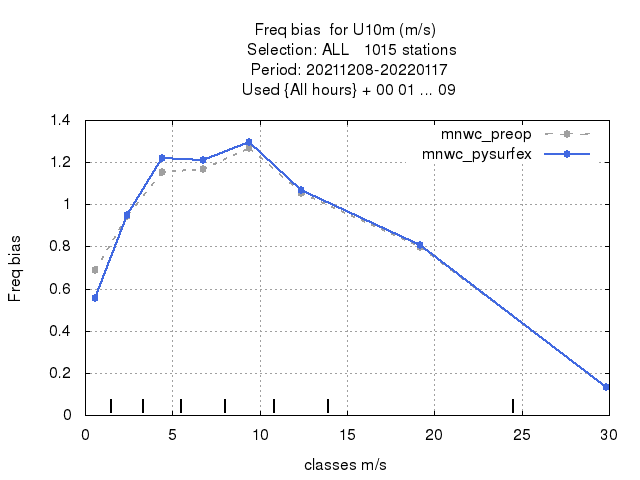 Freq bias  for U10m (m/s)
Selection: ALL   1015 stations
Period: 20211208-20220117
Used {All hours} + 00 01 ... 09
mnwc_preop
mnwc_pysurfex
1.4
1.2
1
0.8
0.6
0.4
0.2
0
Freq bias
0 5 10 15 20 25 30
classes m/s